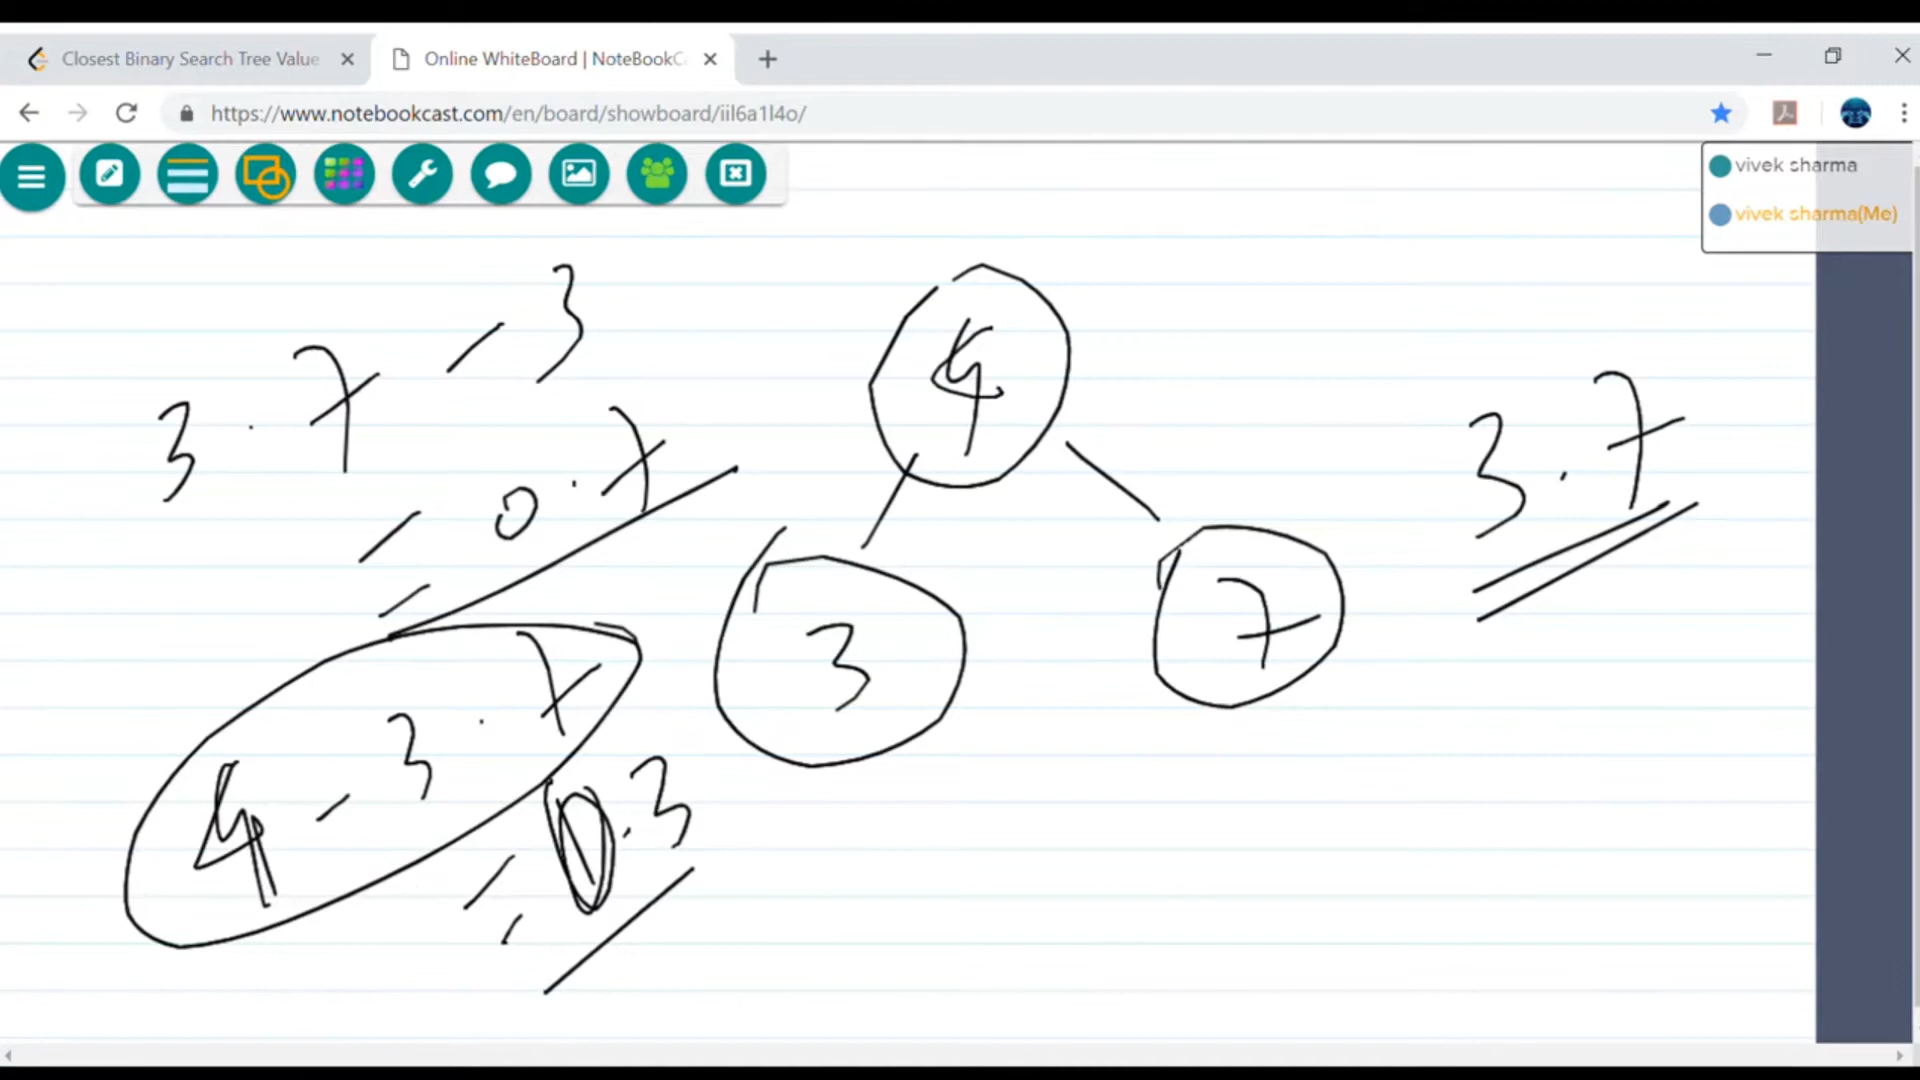 Closest Binary Search Tree Value
Online WhiteBoard | NoteBookC
https://www.notebookcast.com/en/board/showboard/iil6a1l4o/
vivek sharma
vivek sharma(Me)
3.7 - 3
= 0.7
4 - 3.7
= 0.3
4
3
7
3.7